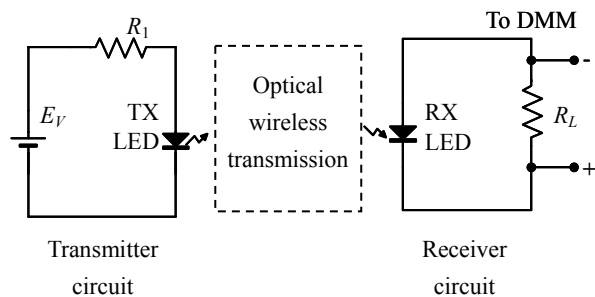 To DMM
R1
-
EV
TX
LED
Optical
wireless
transmission
RX
LED
RL
+
Transmitter
circuit
Receiver
circuit